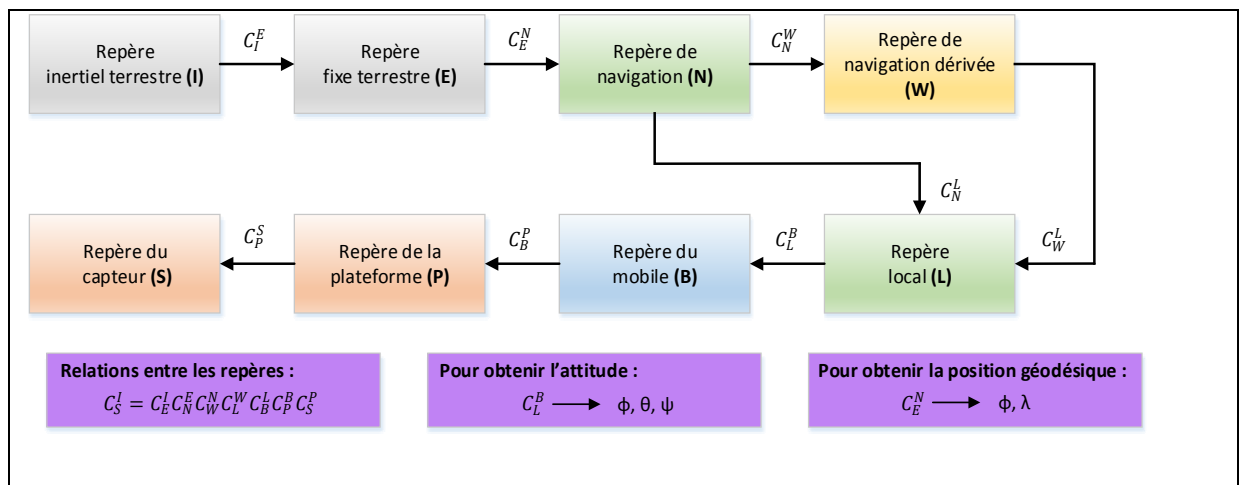 Repère
inertiel terrestre (I)
C_I^E
Repère
fixe terrestre (E)
C_E^N
Repère de
navigation (N)
C_N^W
Repère de
navigation dérivée
(W)
C_N^L
C_W^L
Repère du
capteur (S)
C_P^S
Repère de la
plateforme (P)
C_B^P
Repère du
mobile (B)
C_L^B
Repère
local (L)
Relations entre les repères :
C_S^I = C_E^I C_N^E C_W^N C_L^W C_B^L C_P^B C_S^P
Pour obtenir l’attitude :
C_L^B ⟶ ϕ, θ, ψ
Pour obtenir la position géodésique :
C_E^N ⟶ ϕ, λ